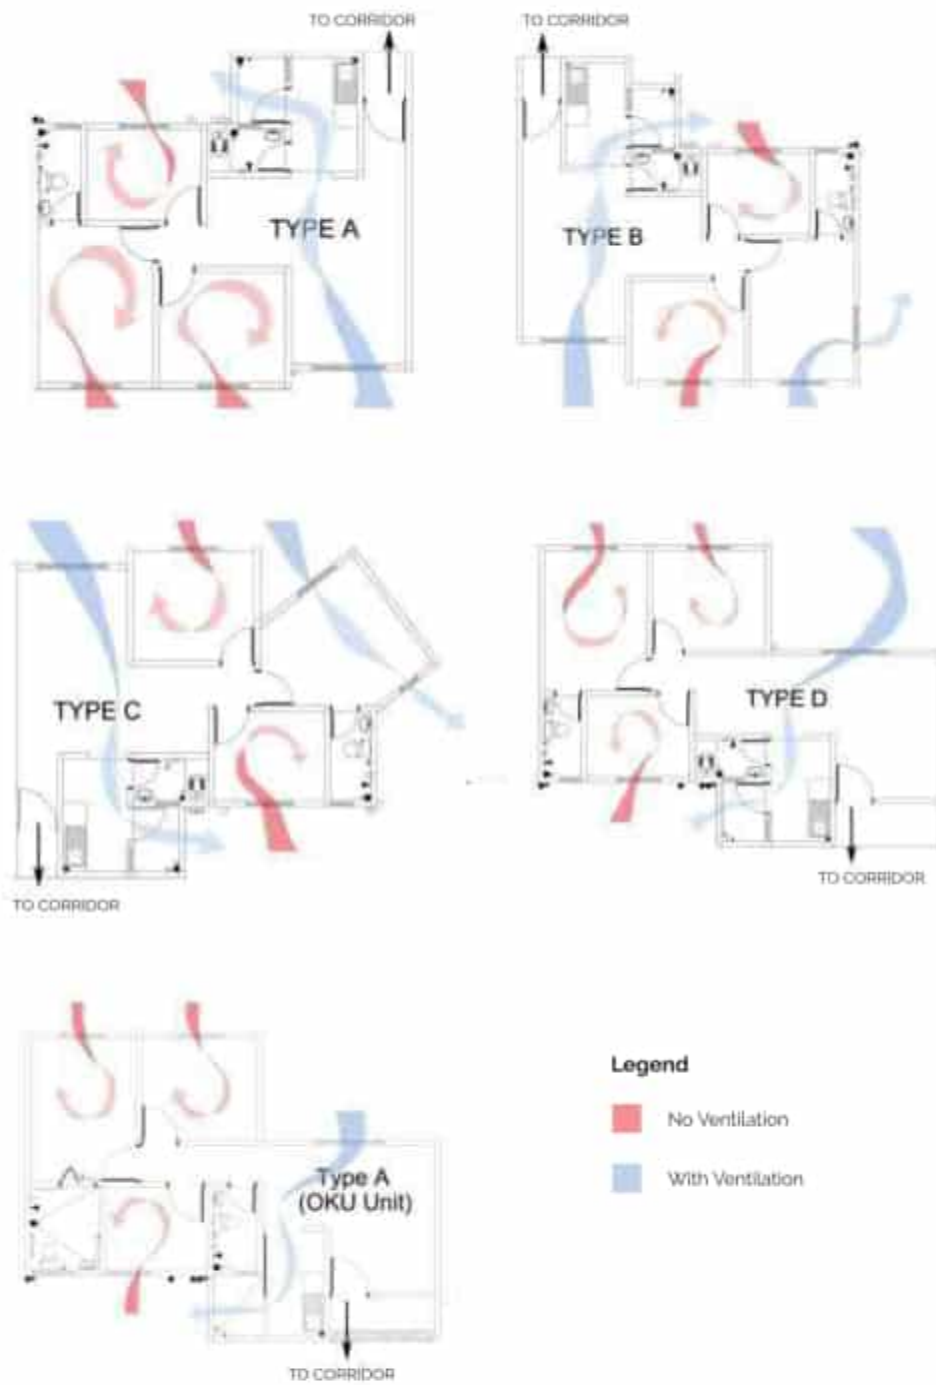 TO CORRIDOR
TO CORRIDOR
TYPE A
TYPE B
TYPE C
TYPE D
TO CORRIDOR
TO CORRIDOR
Type A
(OKU Unit)
TO CORRIDOR
Legend
No Ventilation
With Ventilation